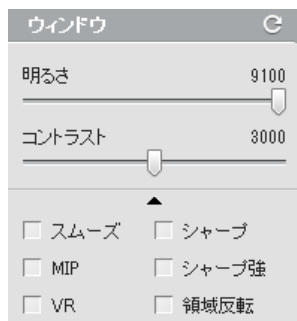 ウィンドウ
明るさ 9100
コントラスト 3000
スムーズ シャープ
MIP シャープ強
VR 領域反転